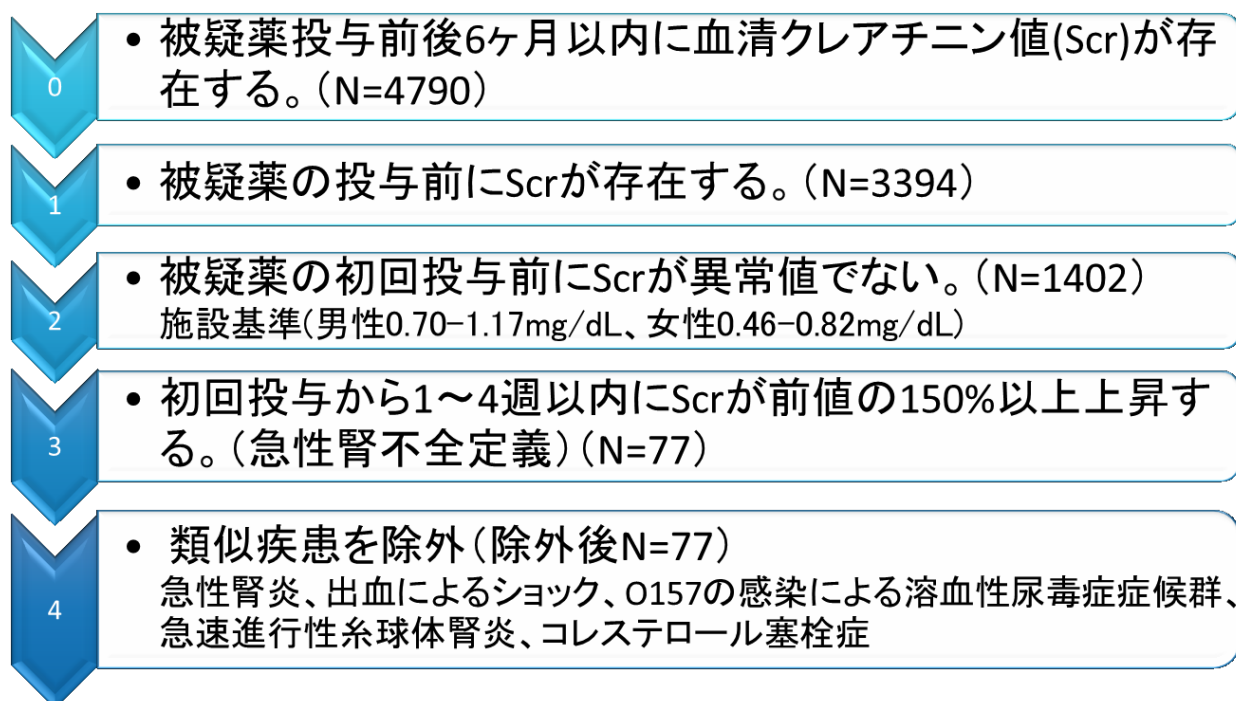 0
• 被疑薬投与前後6ヶ月以内に血清クレアチニン値(Scr)が存
在する。（N=4790）
1
• 被疑薬の投与前にScrが存在する。（N=3394）
2
• 被疑薬の初回投与前にScrが異常値でない。（N=1402）
施設基準(男性0.70-1.17mg/dL、女性0.46-0.82mg/dL)
3
• 初回投与から1～4週以内にScrが前値の150%以上上昇す
る。（急性腎不全定義）（N=77）
4
• 類似疾患を除外（除外後N=77）
急性腎炎、出血によるショック、O157の感染による溶血性尿毒症症候群、
急速進行性糸球体腎炎、コレステロール塞栓症